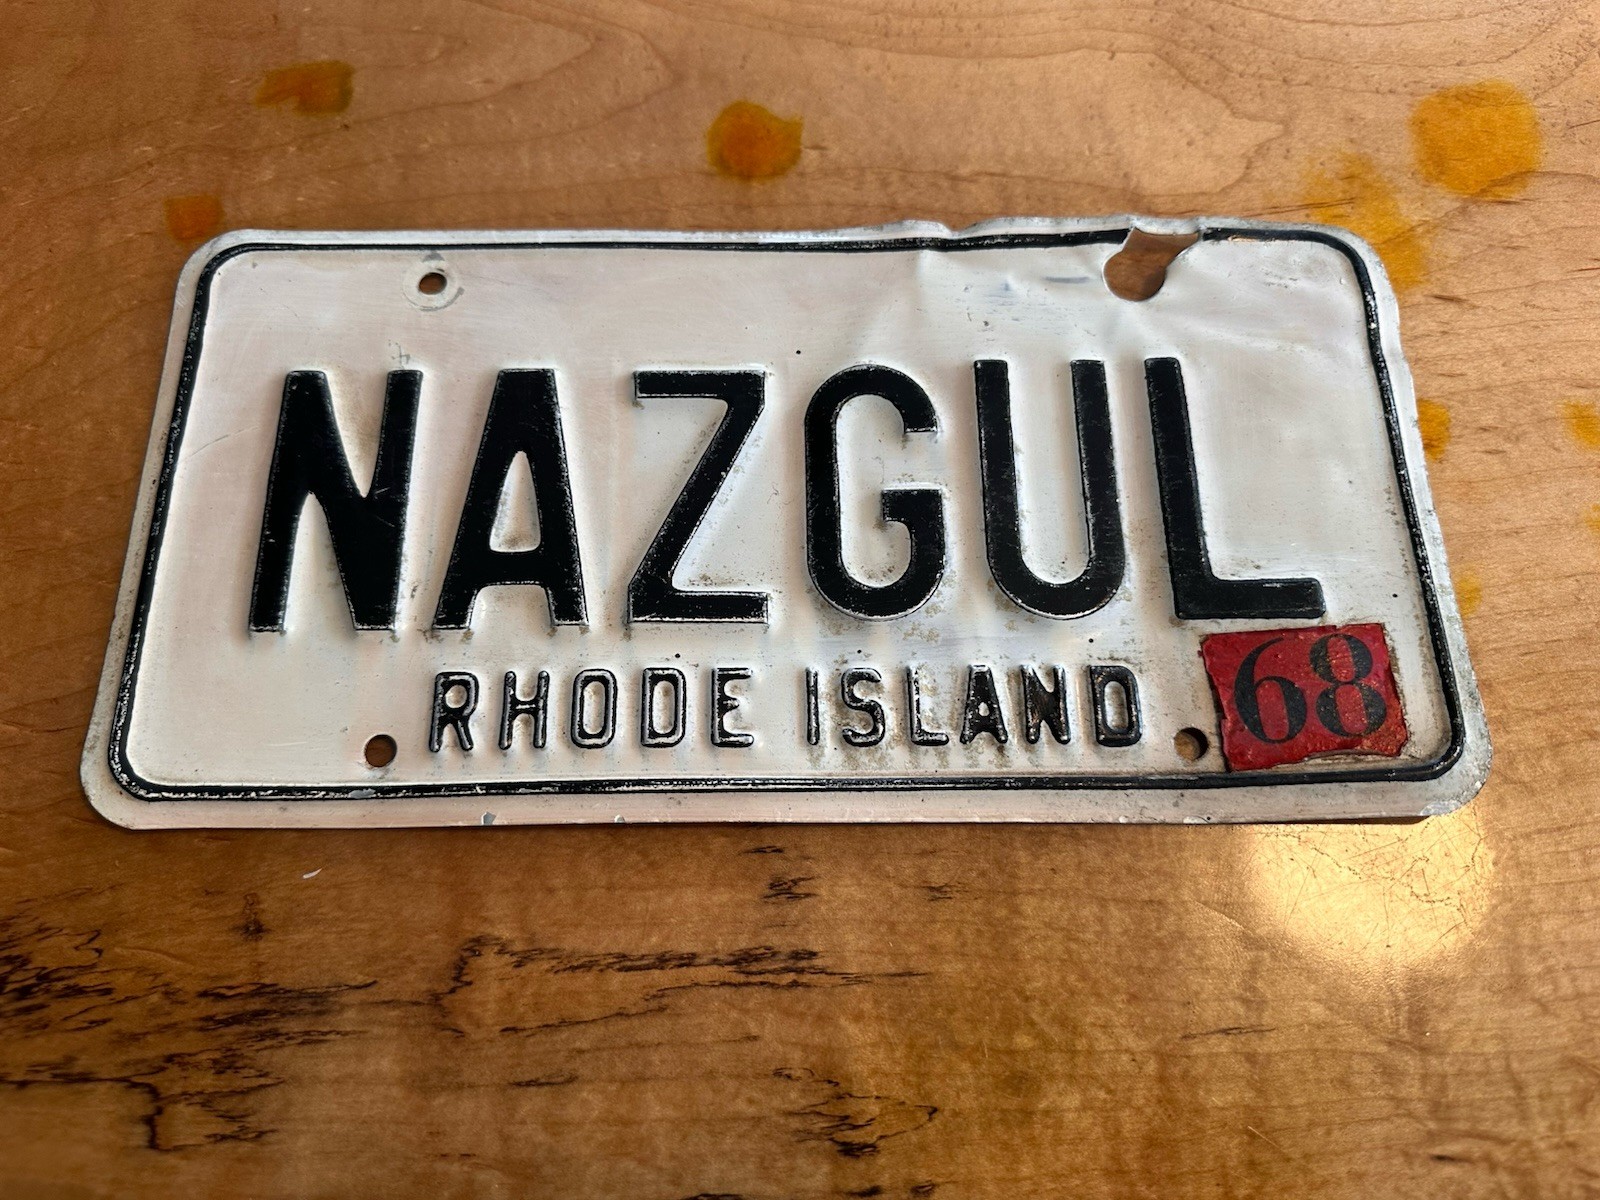 NAZGUL
RHODE ISLAND
68